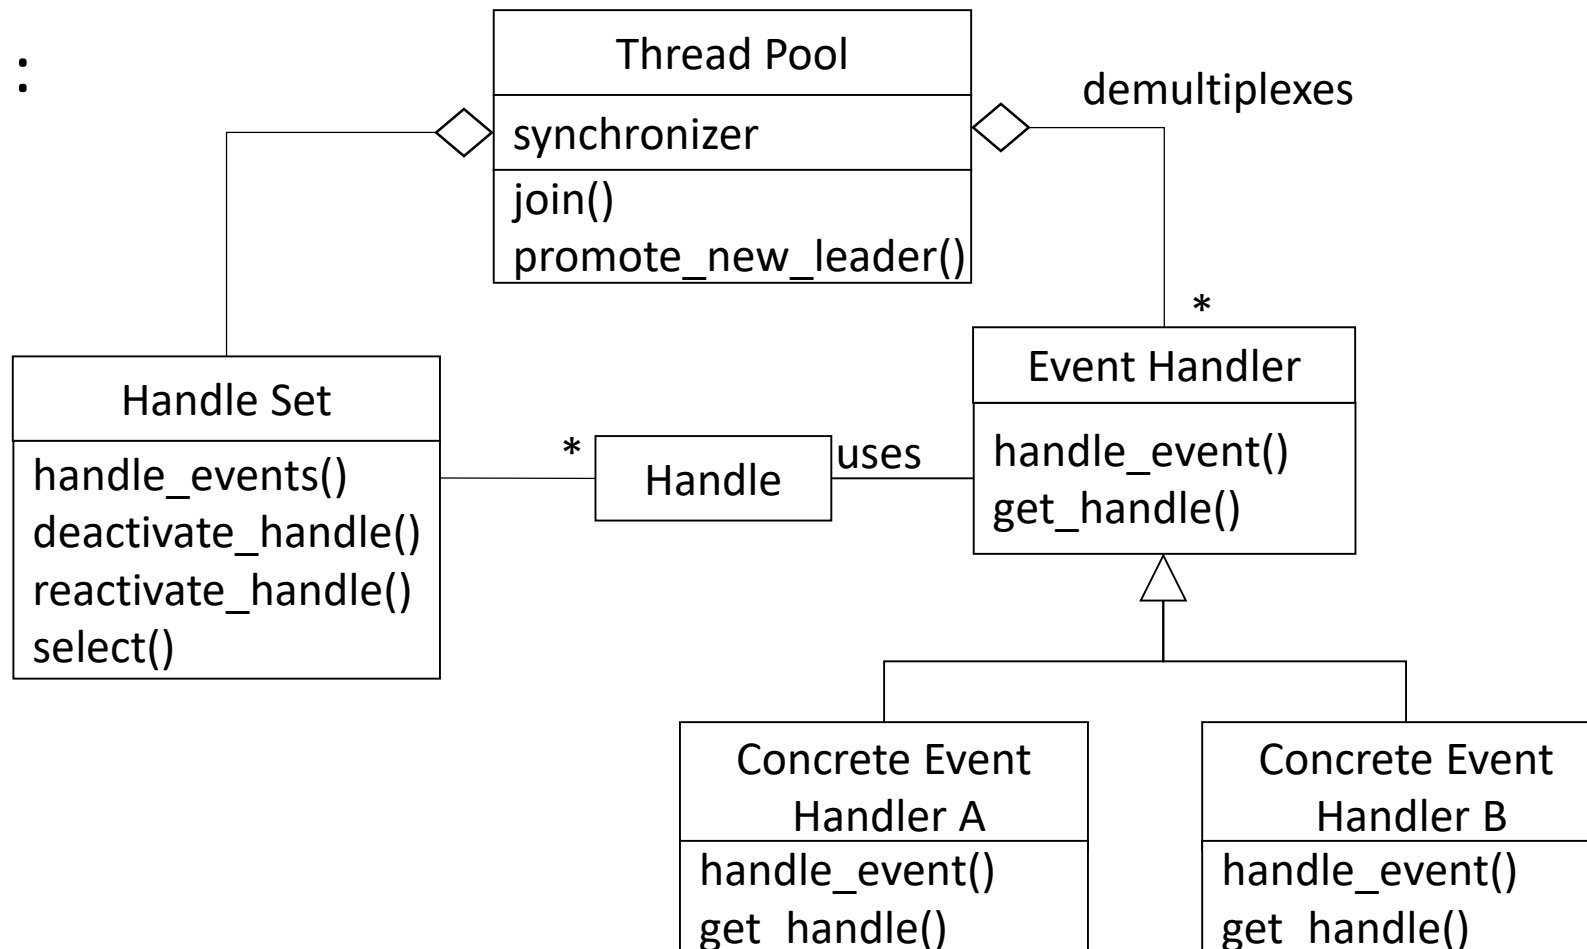 :
Thread Pool
synchronizer
join()
promote_new_leader()
demultiplexes
*
Handle Set
handle_events()
deactivate_handle()
reactivate_handle()
select()
*
Handle
uses
Event Handler
handle_event()
get_handle()
Concrete Event
Handler A
handle_event()
get_handle()
Concrete Event
Handler B
handle_event()
get_handle()